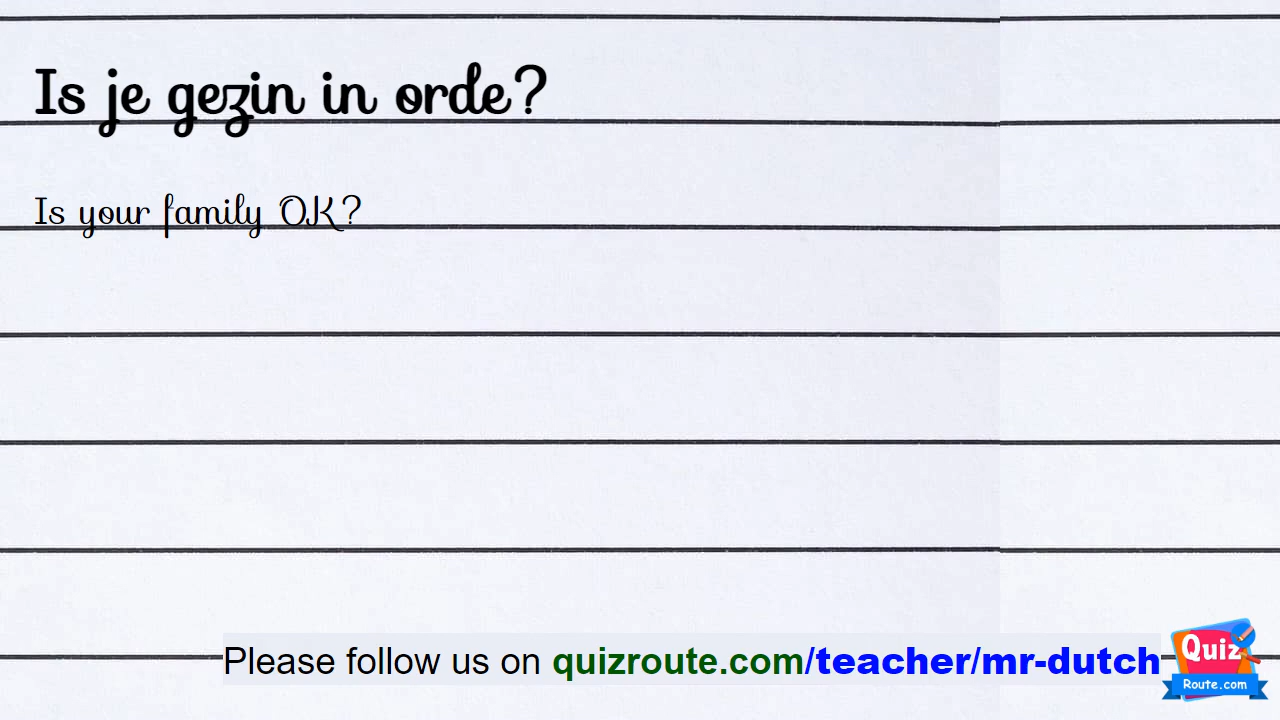 Is je gezin in orde?
Is your family OK?
Please follow us on quizroute.com/teacher/mr-dutch
Quiz
Route.com